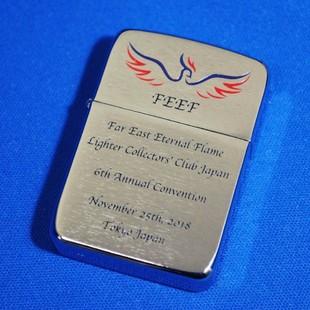 FEEF
Far East Eternal Flame
Lighter Collectors' Club Japan
6th Annual Convention
November 25th, 2018
Tokyo Japan